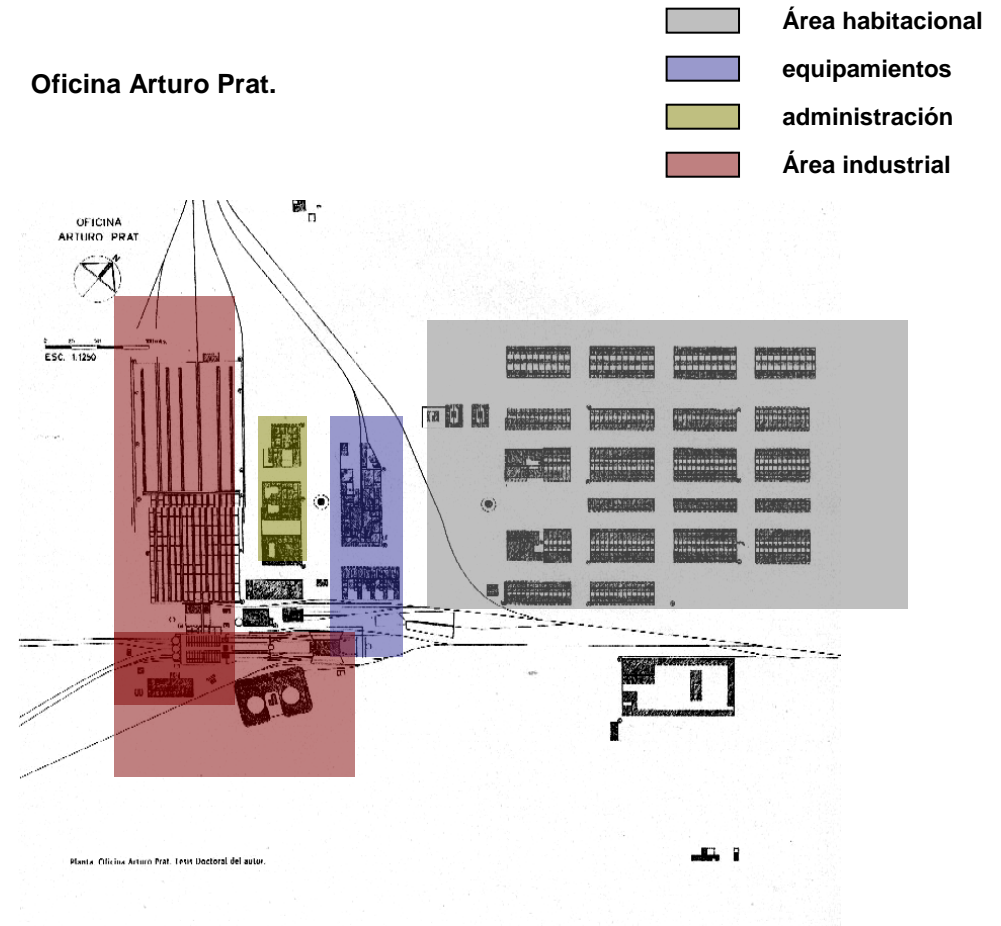 Área habitacional
Oficina Arturo Prat.
equipamientos
administración
Área industrial
OFICINA
ARTURO PRAT
N
ESC. 1:1250
Planta Oficina Arturo Prat. Tesis Doctoral del autor.